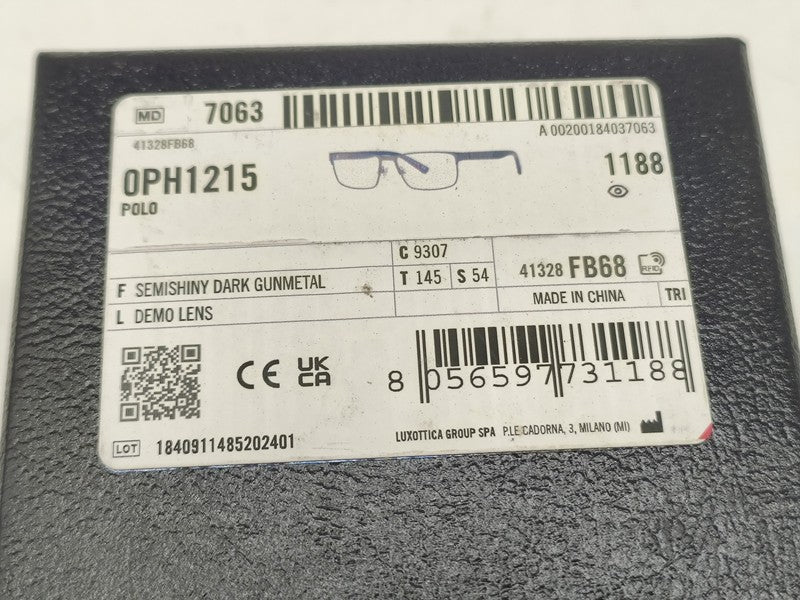 MD 7063
A 00200184037063
41328FB68
0PH1215 1188
POLO
C 9307
F SEMISHINY DARK GUNMETAL T 145 S 54 41328 FB68 RFID
L DEMO LENS MADE IN CHINA TRI
CE UK CA
8 056597 731188
LOT 1840911485202401 LUXOTTICA GROUP SPA P.LE CADORNA, 3, MILANO (MI)